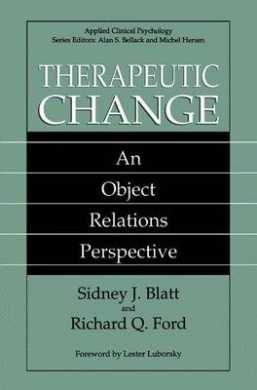 Applied Clinical Psychology
Series Editors: Alan S. Bellack and Michel Hersen
THERAPEUTIC
CHANGE
An
Object
Relations
Perspective
Sidney J. Blatt
and
Richard Q. Ford
Foreword by Lester Luborsky